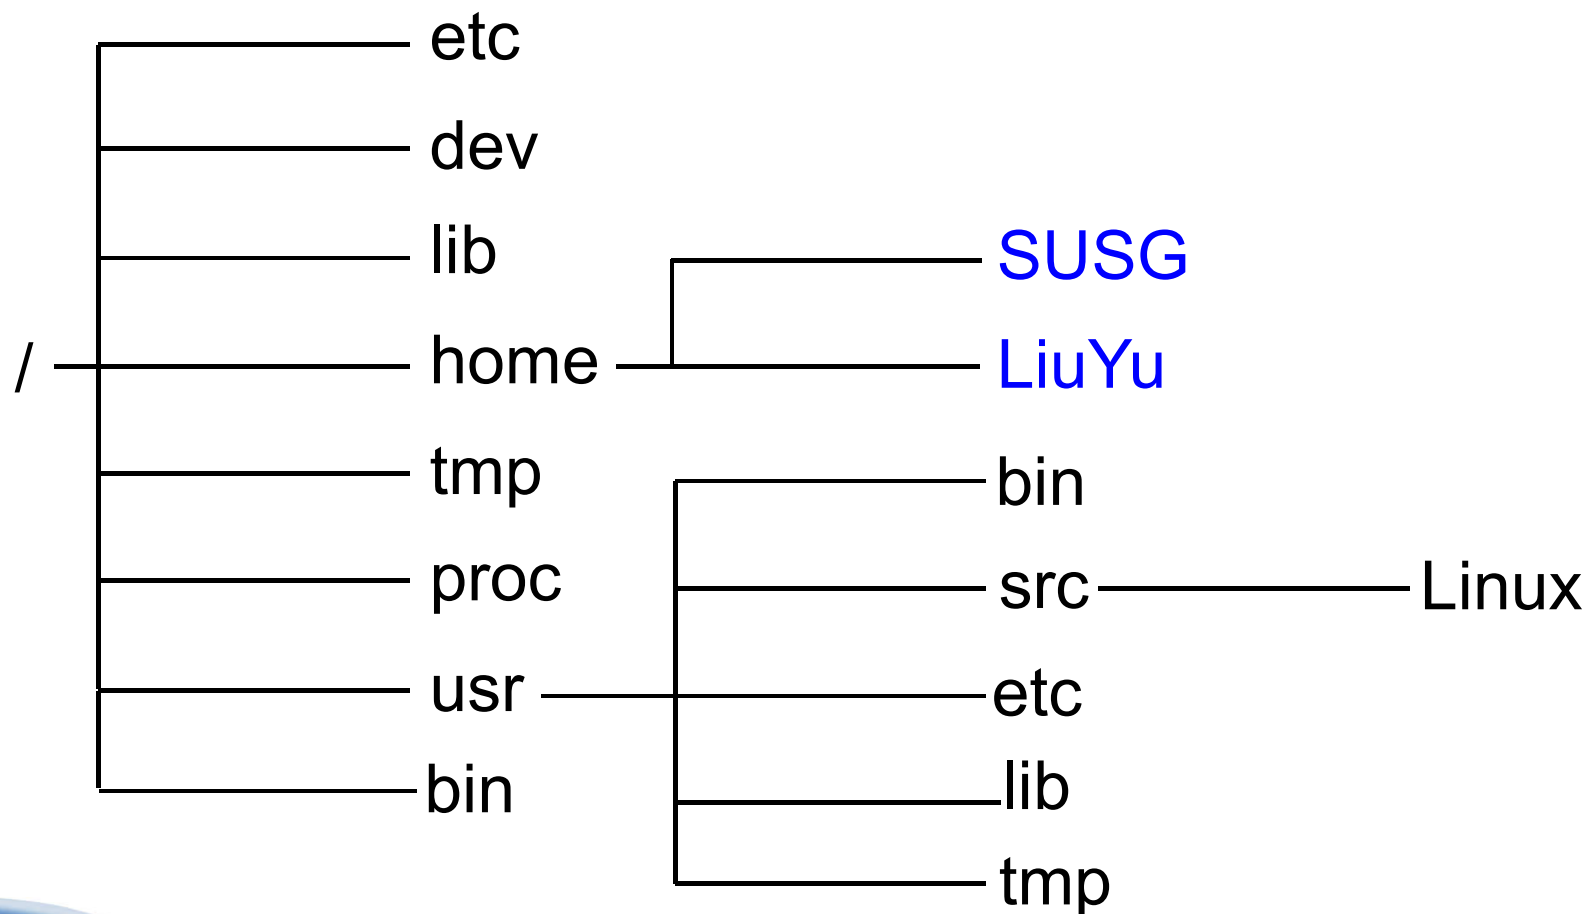 etc
dev
lib
SUSG
/
home
LiuYu
tmp
bin
proc
src
Linux
usr
etc
bin
lib
tmp